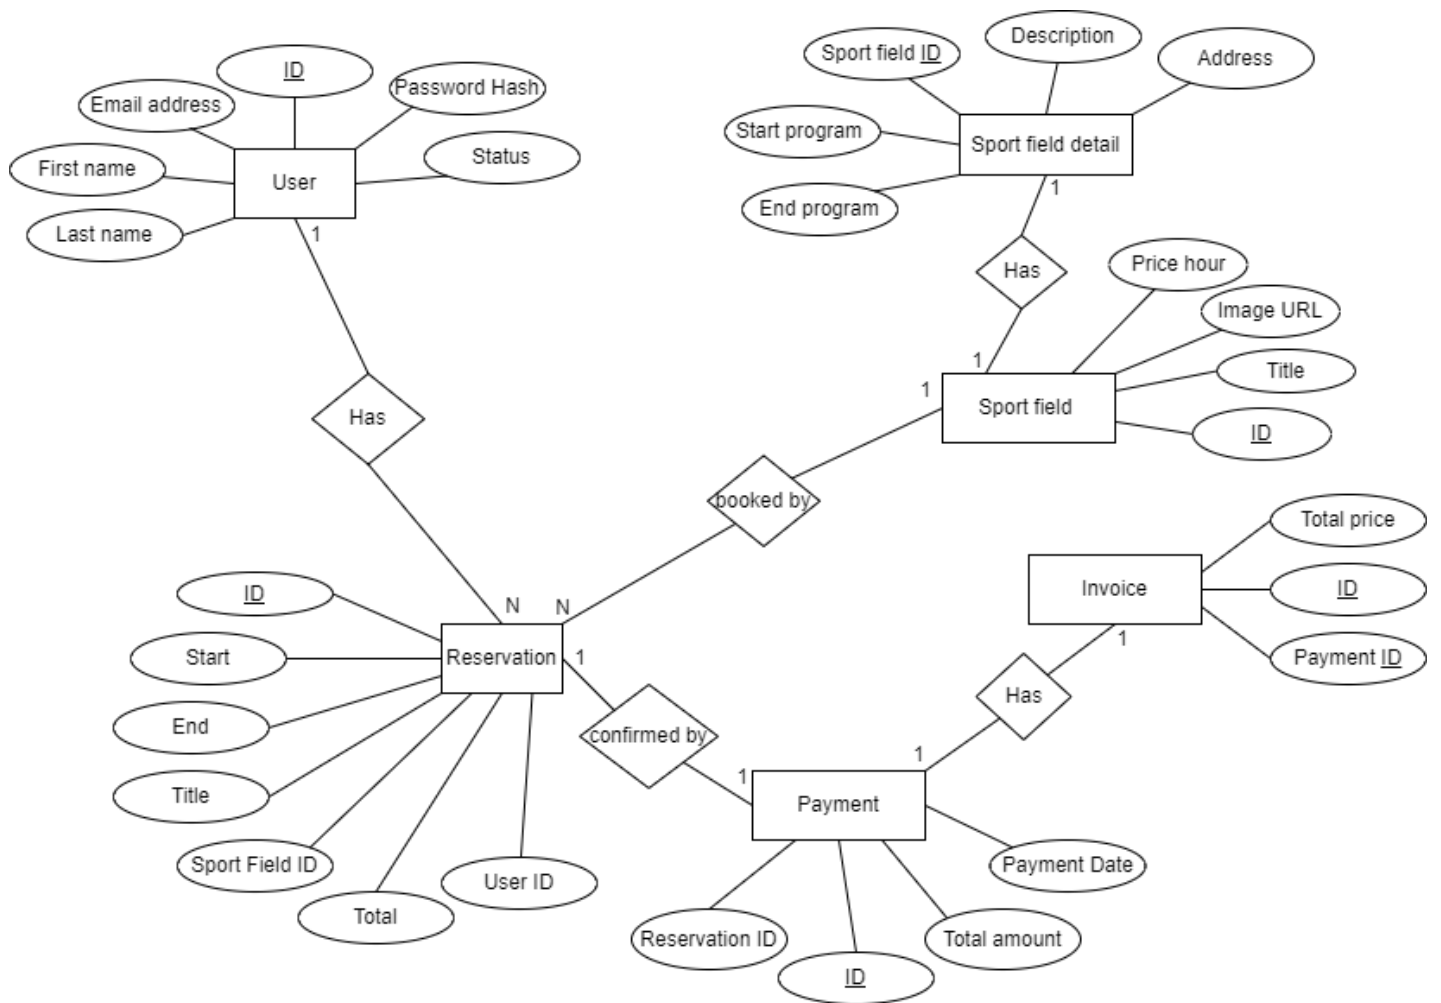 Description
Sport field ID
Address
ID
Password Hash
Email address
Start program
Sport field detail
Status
First name
User
End program
1
Last name
1
Has
Price hour
Image URL
1
Title
1
Sport field
Has
ID
booked by
Total price
Invoice
ID
ID
N
N
1
Start
Reservation
1
Payment ID
Has
End
confirmed by
1
1
Title
Payment
Sport Field ID
User ID
Payment Date
Total
Reservation ID
Total amount
ID